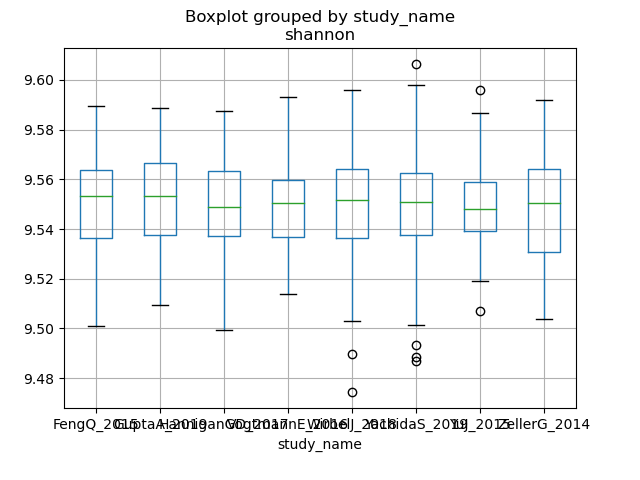 Boxplot grouped by study_name
shannon
9.60
9.58
9.56
9.54
9.52
9.50
9.48
FengQ_2015 GuptaA_2019 HanniganGD_2017 VogtmannE_2016 WirbelJ_2018 YachidaS_2019 YuJ_2015 ZellerG_2014
study_name